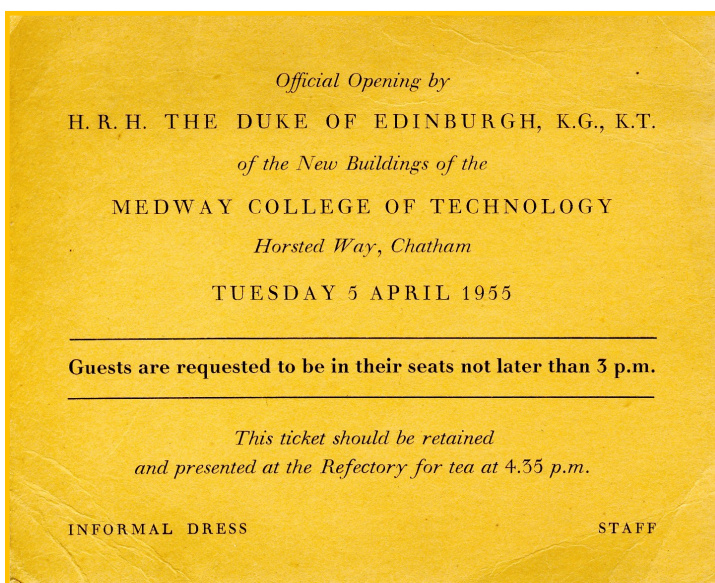 Official Opening by
H. R. H. THE DUKE OF EDINBURGH, K.G., K.T.
of the New Buildings of the
MEDWAY COLLEGE OF TECHNOLOGY
Horsted Way, Chatham
TUESDAY 5 APRIL 1955
Guests are requested to be in their seats not later than 3 p.m.
This ticket should be retained
and presented at the Refectory for tea at 4.35 p.m.
INFORMAL DRESS STAFF